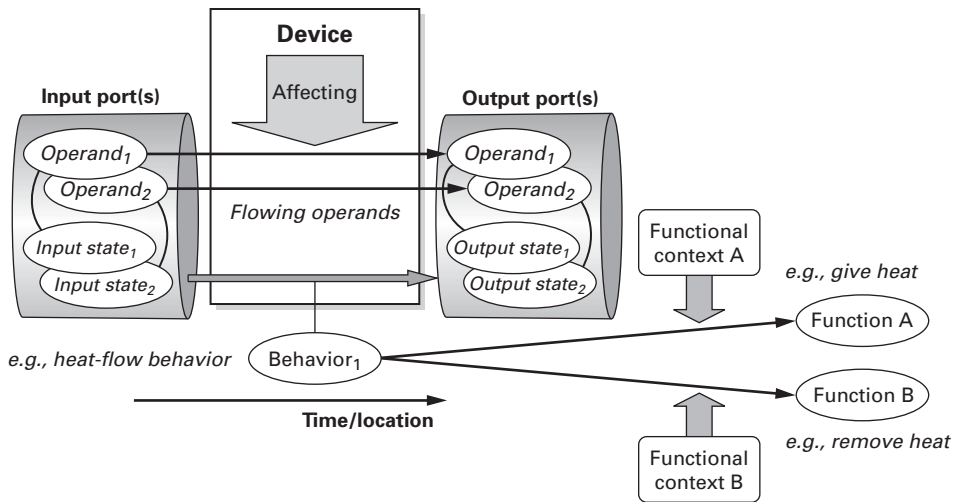 Device
Affecting
Input port(s)
Output port(s)
Operand₁
Operand₂
Input state₁
Input state₂
Flowing operands
Operand₁
Operand₂
Output state₁
Output state₂
Functional
context A
e.g., give heat
Function A
e.g., heat-flow behavior
Behavior₁
Function B
Time/location
e.g., remove heat
Functional
context B